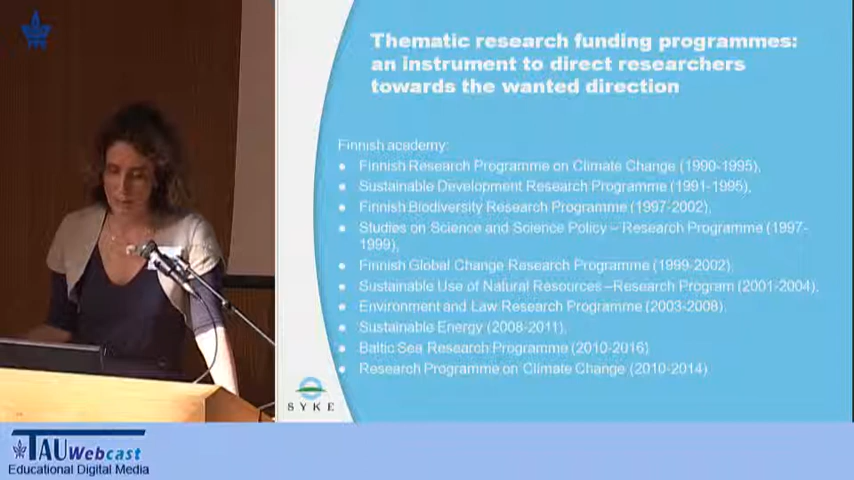 Thematic research funding programmes:
an instrument to direct researchers
towards the wanted direction
Finnish academy:
● Finnish Research Programme on Climate Change (1990-1995),
● Sustainable Development Research Programme (1991-1995),
● Finnish Biodiversity Research Programme (1997-2002),
● Studies on Science and Science Policy – Research Programme (1997-
1999),
● Finnish Global Change Research Programme (1999-2002),
● Sustainable Use of Natural Resources –Research Program (2001-2004),
● Environment and Law Research Programme (2003-2008),
● Sustainable Energy (2008-2011),
● Baltic Sea Research Programme (2010-2016)
● Research Programme on Climate Change (2010-2014)
SYKE
TAU Webcast
Educational Digital Media